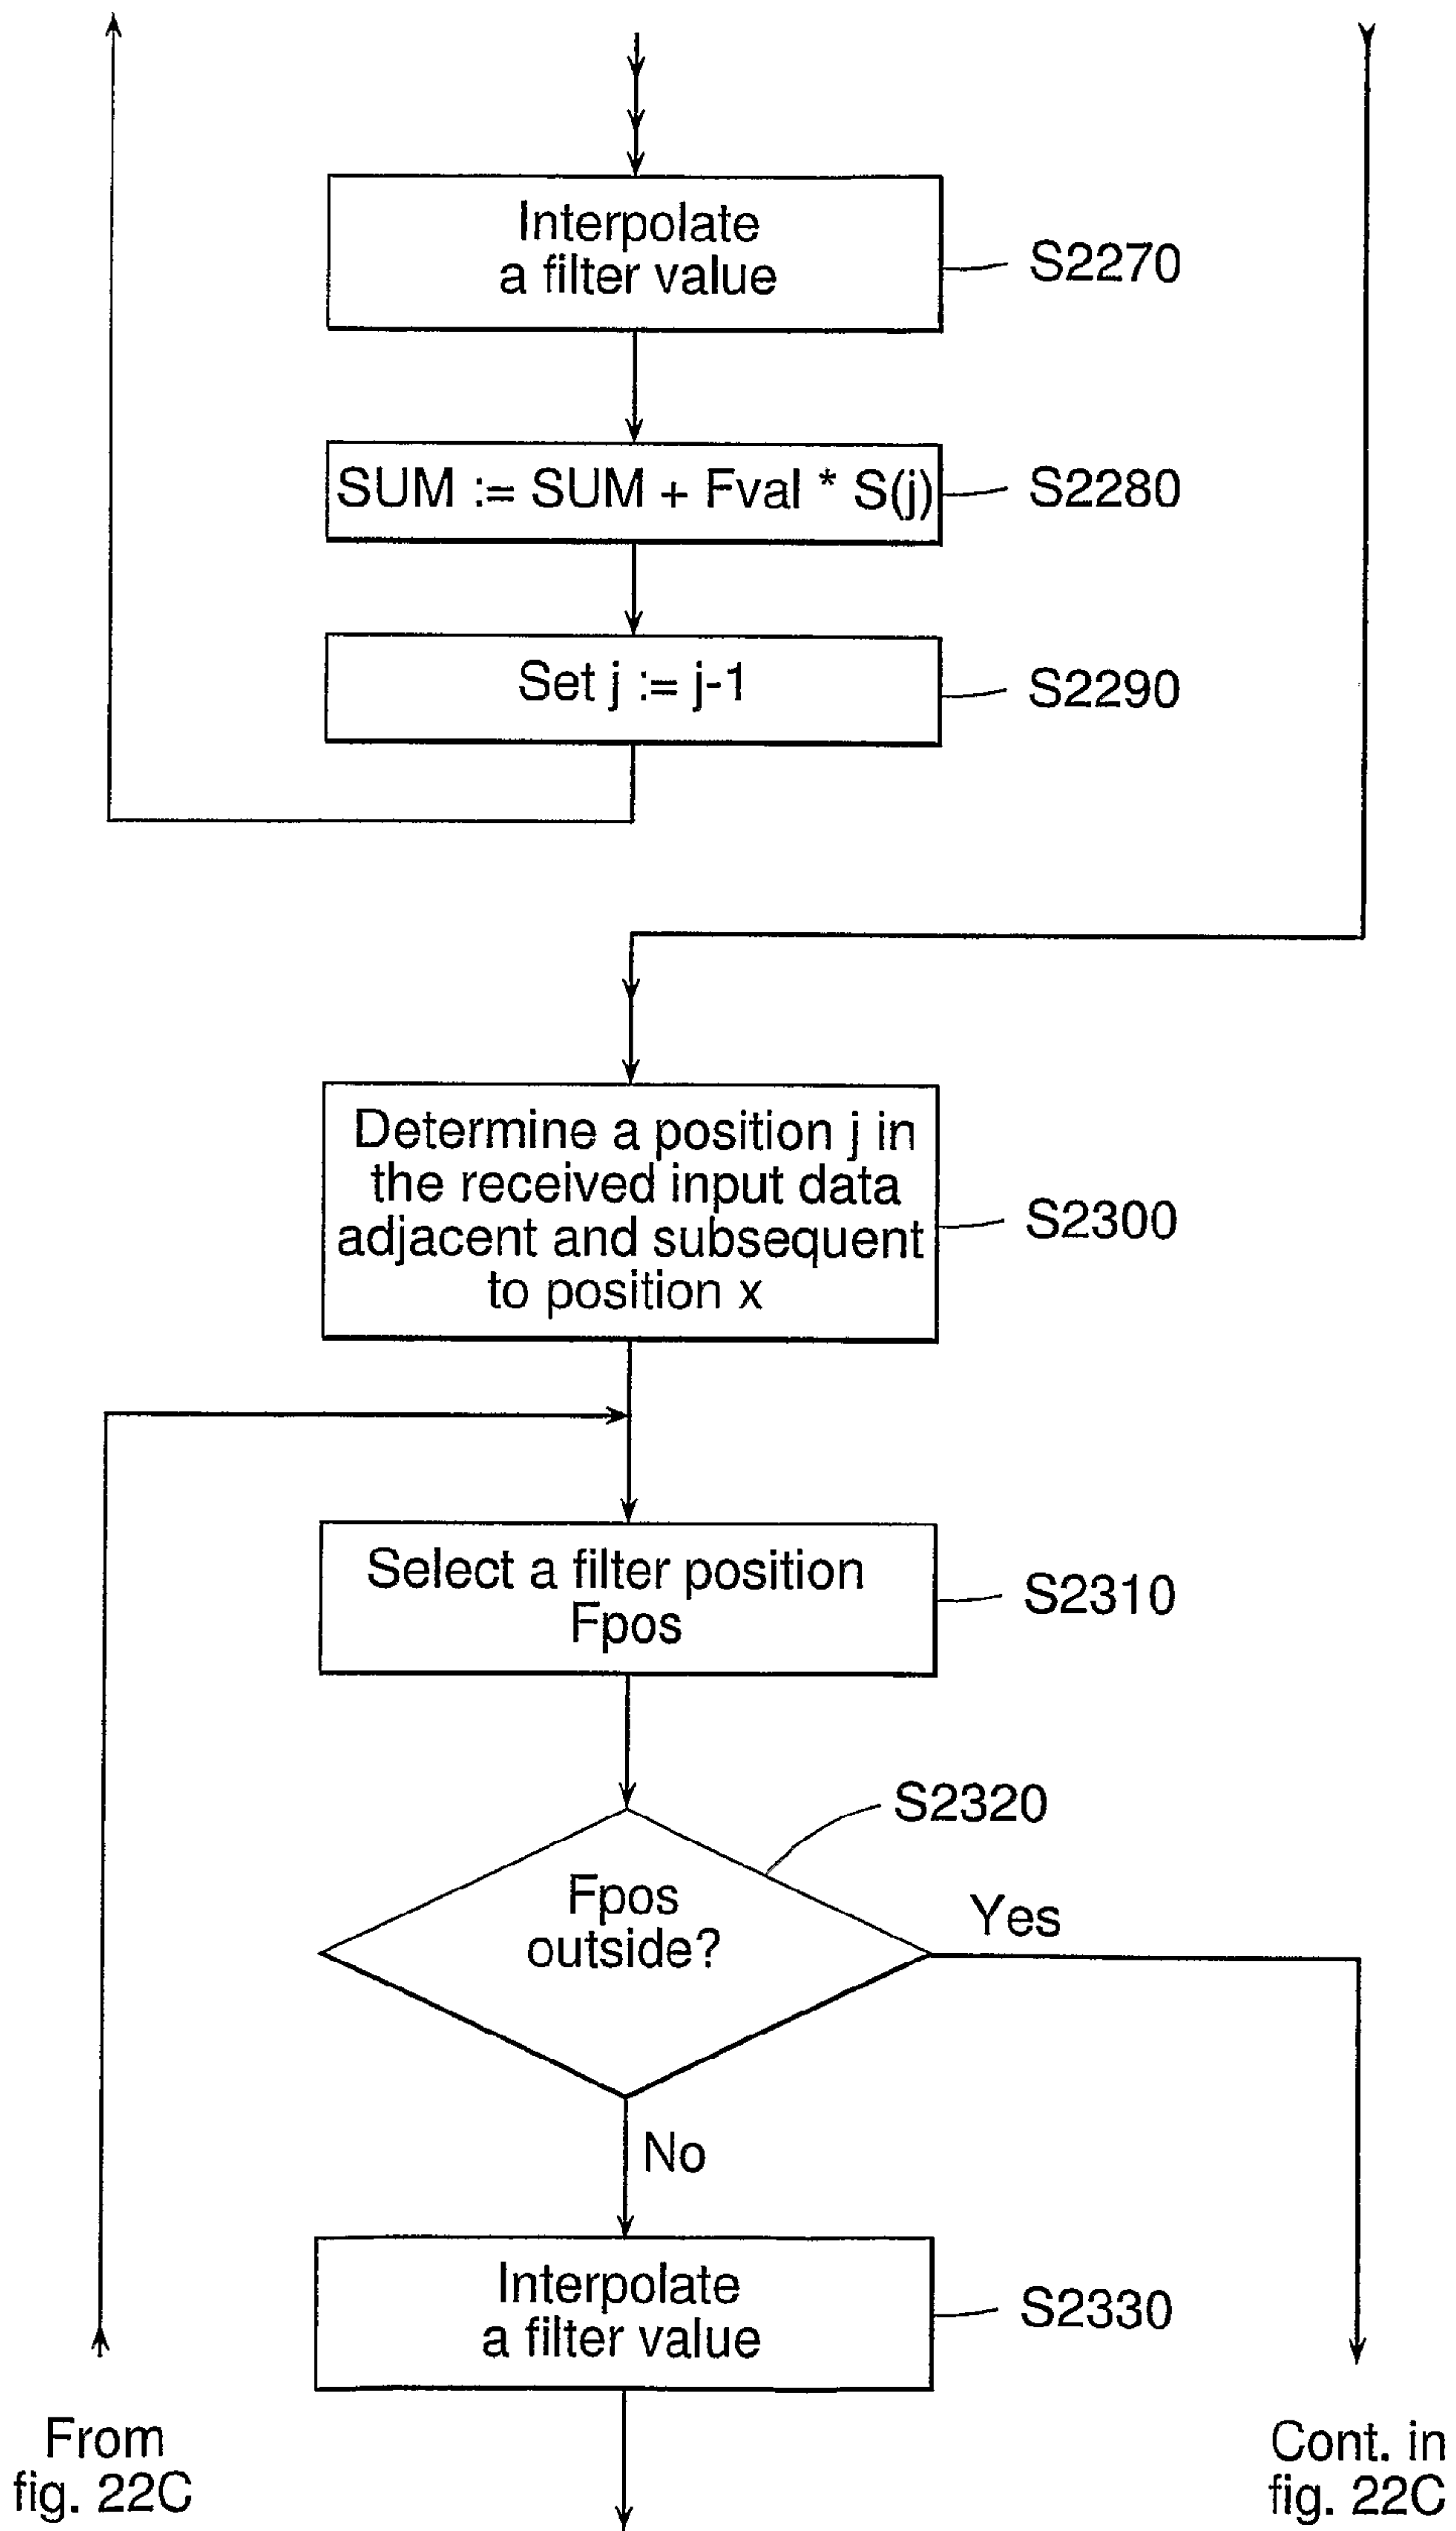 Interpolate
a filter value
S2270
SUM := SUM + Fval * S(j)
S2280
Set j := j-1
S2290
Determine a position j in
the received input data
adjacent and subsequent
to position x
S2300
Select a filter position
Fpos
S2310
S2320
Fpos
outside?
Yes
No
Interpolate
a filter value
S2330
From
fig. 22C
Cont. in
fig. 22C